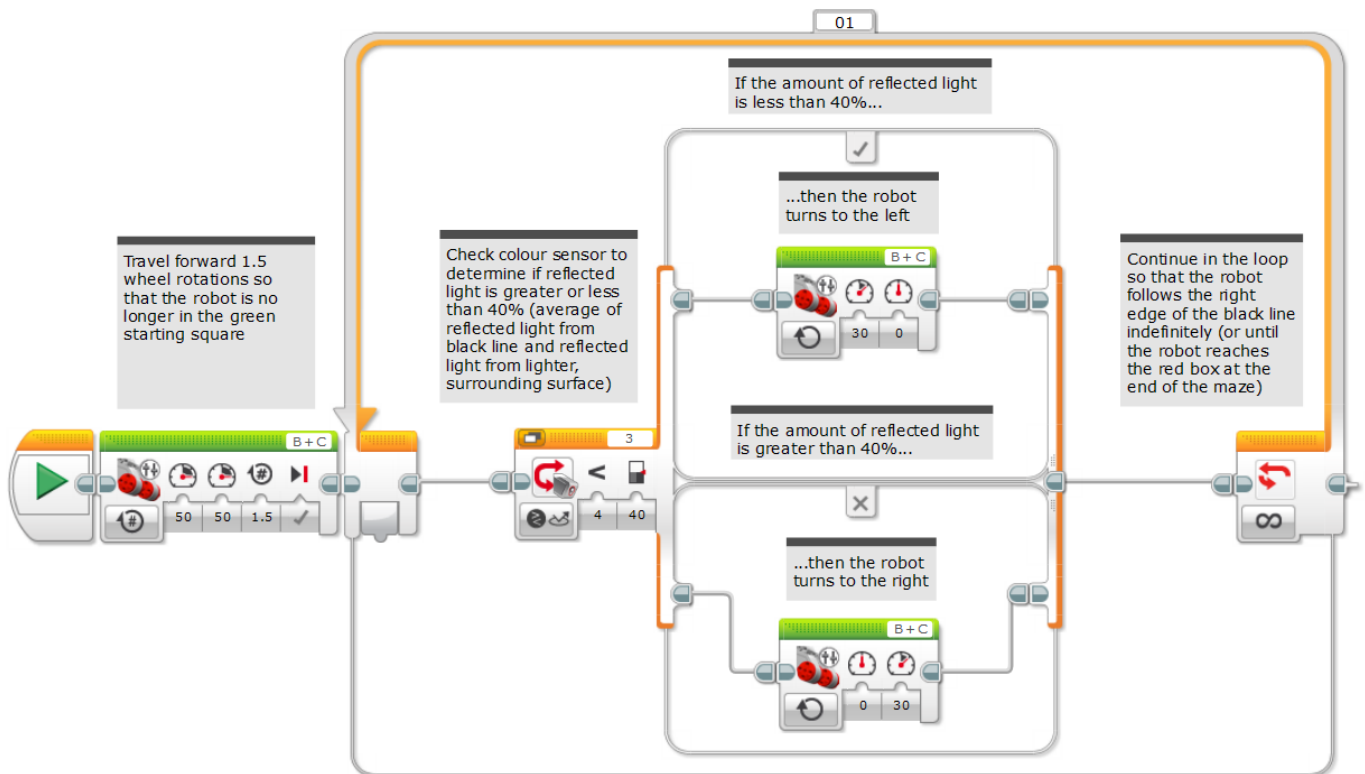 01
If the amount of reflected light
is less than 40%...
...then the robot
turns to the left
Travel forward 1.5
wheel rotations so
that the robot is no
longer in the green
starting square
Check colour sensor to
determine if reflected
light is greater or less
than 40% (average of
reflected light from
black line and reflected
light from lighter,
surrounding surface)
B+C
30 0
Continue in the loop
so that the robot
follows the right
edge of the black line
indefinitely (or until
the robot reaches
the red box at the
end of the maze)
If the amount of reflected light
is greater than 40%...
B+C
#
50 50 1.5
#
3
<
4 40
∞
...then the robot
turns to the right
B+C
0 30